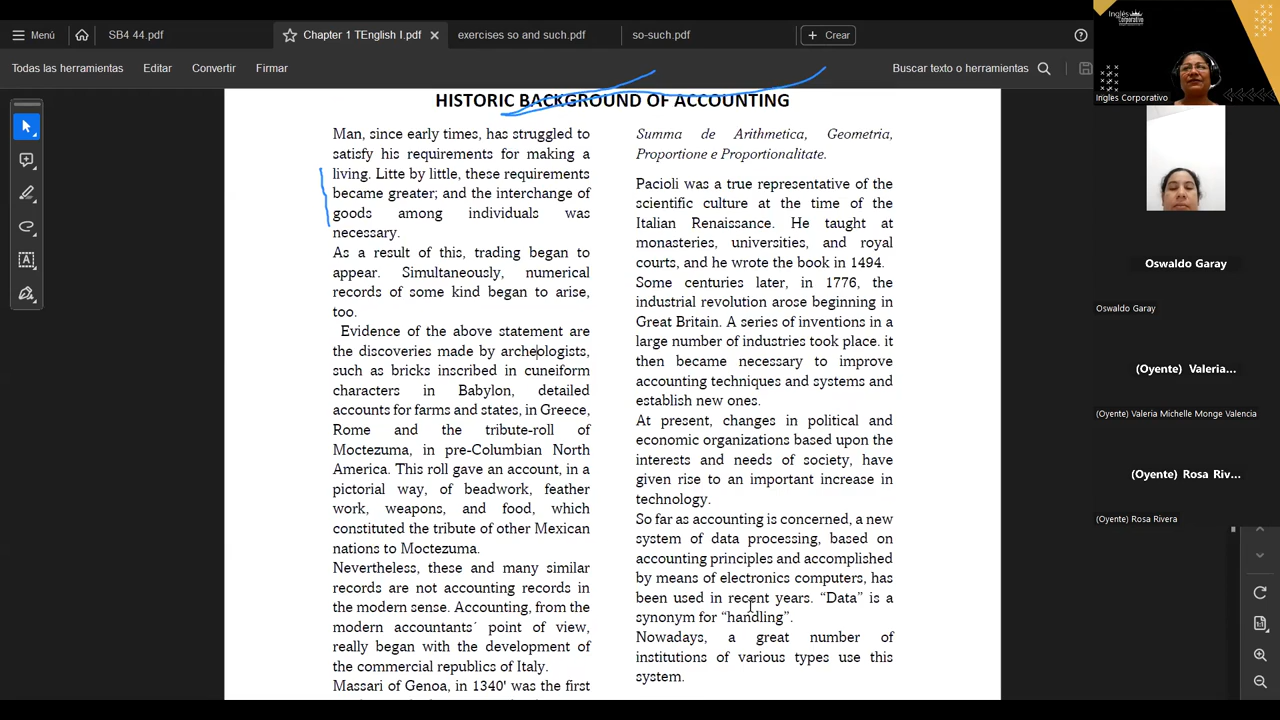 Menú
SB4 44.pdf
Chapter 1 TEnglish I.pdf
exercises so and such.pdf
so-such.pdf
Crear
Todas las herramientas
Editar
Convertir
Firmar
Buscar texto o herramientas
HISTORIC BACKGROUND OF ACCOUNTING
Man, since early times, has struggled to
satisfy his requirements for making a
living. Litte by little, these requirements
became greater; and the interchange of
goods among individuals was
necessary.
As a result of this, trading began to
appear. Simultaneously, numerical
records of some kind began to arise,
too.
Evidence of the above statement are
the discoveries made by archeologists,
such as bricks inscribed in cuneiform
characters in Babylon, detailed
accounts for farms and states, in Greece,
Rome and the tribute-roll of
Moctezuma, in pre-Columbian North
America. This roll gave an account, in a
pictorial way, of beadwork, feather
work, weapons, and food, which
constituted the tribute of other Mexican
nations to Moctezuma.
Nevertheless, these and many similar
records are not accounting records in
the modern sense. Accounting, from the
modern accountants´ point of view,
really began with the development of
the commercial republics of Italy.
Massari of Genoa, in 1340' was the first
Summa de Arithmetica, Geometria,
Proportione e Proportionalitate.
Pacioli was a true representative of the
scientific culture at the time of the
Italian Renaissance. He taught at
monasteries, universities, and royal
courts, and he wrote the book in 1494.
Some centuries later, in 1776, the
industrial revolution arose beginning in
Great Britain. A series of inventions in a
large number of industries took place. it
then became necessary to improve
accounting techniques and systems and
establish new ones.
At present, changes in political and
economic organizations based upon the
interests and needs of society, have
given rise to an important increase in
technology.
So far as accounting is concerned, a new
system of data processing, based on
accounting principles and accomplished
by means of electronics computers, has
been used in recent years. “Data” is a
synonym for “handling”.
Nowadays, a great number of
institutions of various types use this
system.
Inglés
Corporativo
Ingles Corporativo
Oswaldo Garay
Oswaldo Garay
(Oyente) Valeria...
(Oyente) Valeria Michelle Monge Valencia
(Oyente) Rosa Riv...
(Oyente) Rosa Rivera